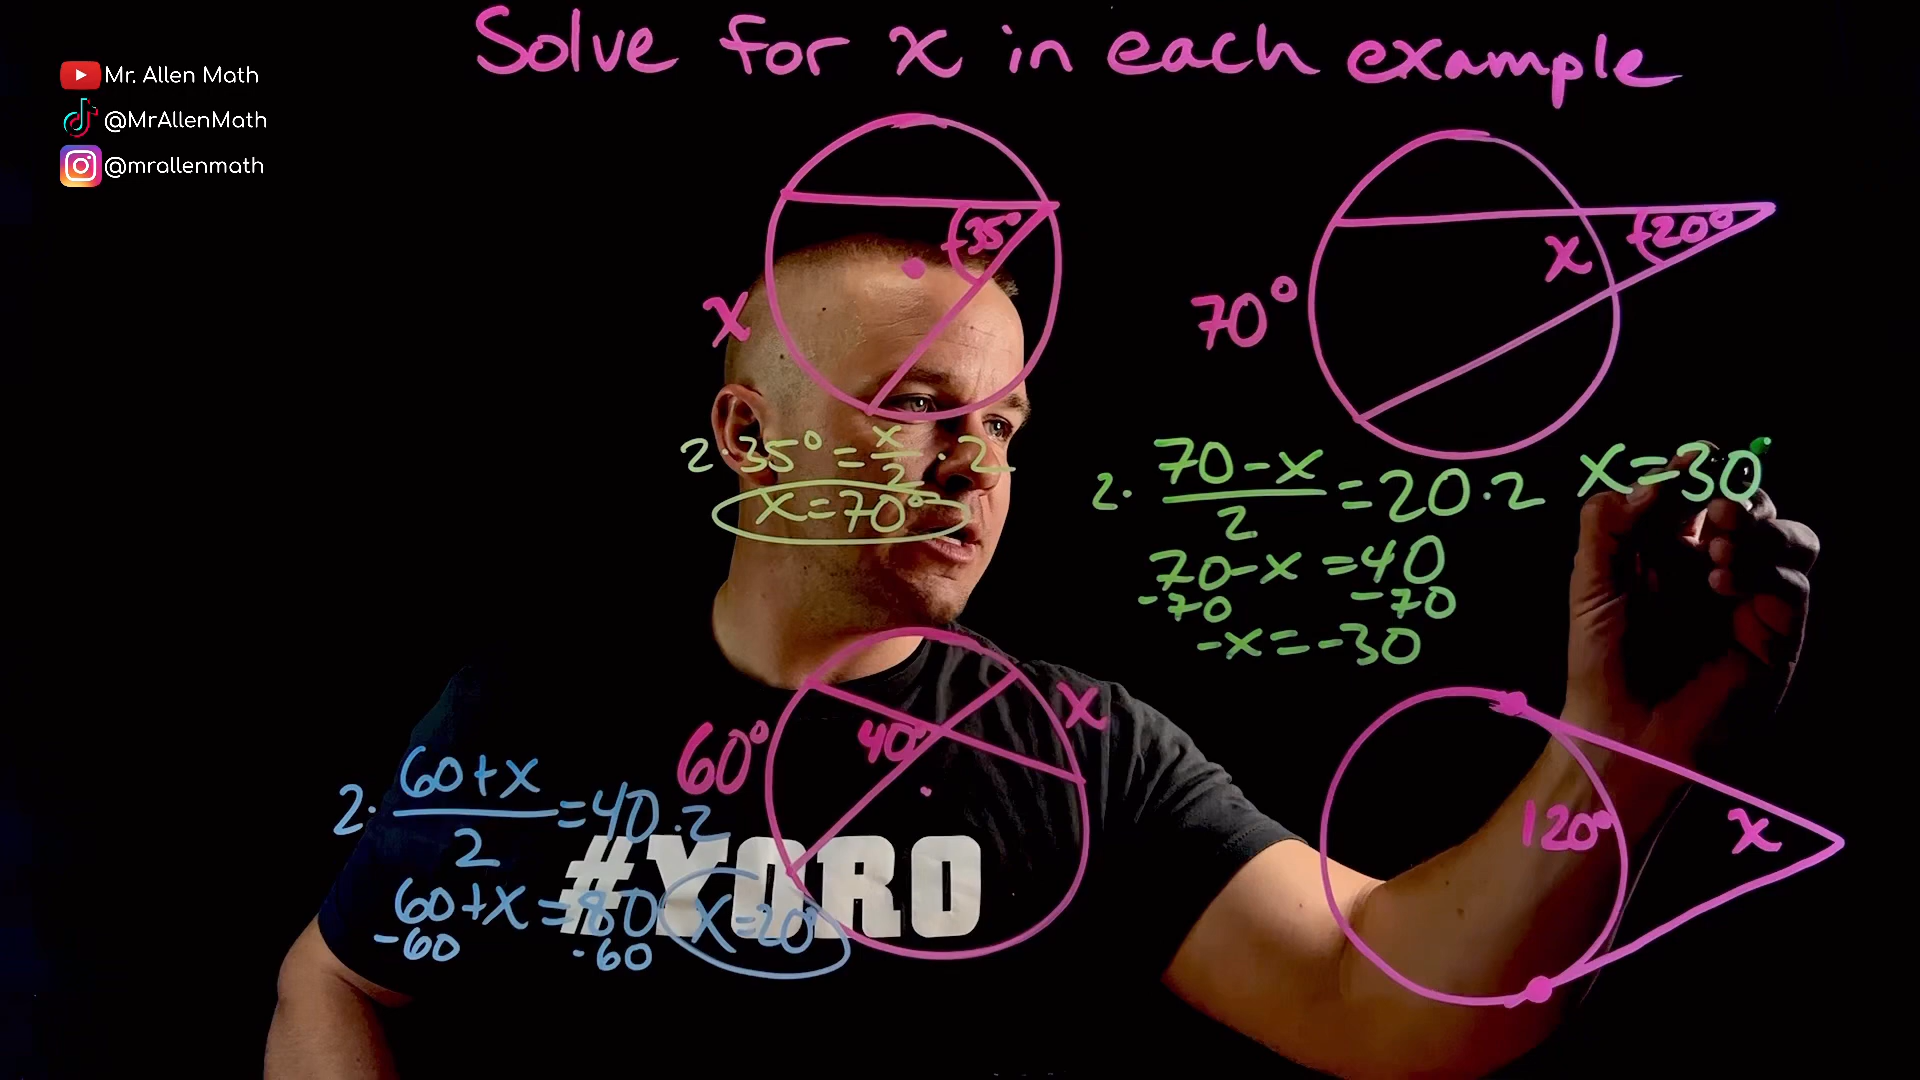 Solve for x in each example
Mr. Allen Math
@MrAllenMath
@mrallenmath
35°
x
2·35°=x/2·2
x=70°
20°
x
70°
2·(70-x)/2=20·2
70-x=40
-70 -70
-x=-30
x=30°
60°
40°
x
2·(60+x)/2=40·2
60+x=80
-60 -60
x=20°
#YORO
120°
x